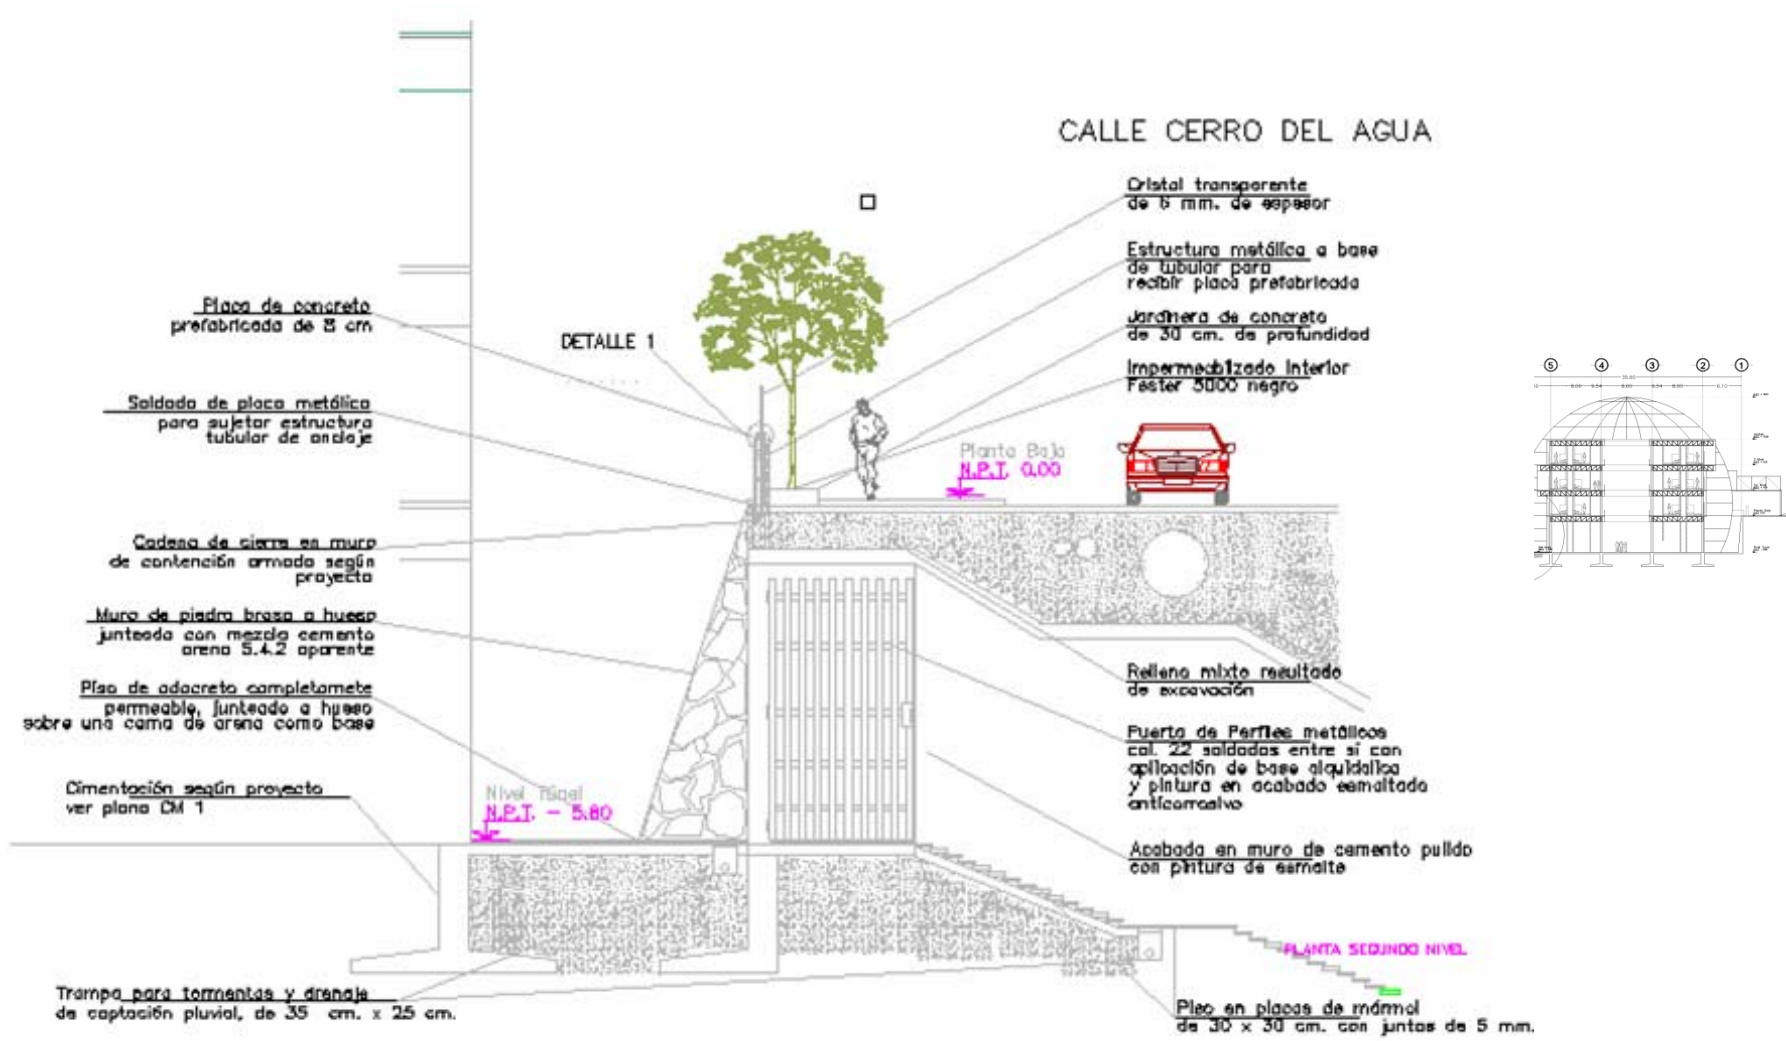 CALLE CERRO DEL AGUA
Cristal transparente
de 6 mm. de espesor
Estructura metálica a base
de tubular para
recibir placa prefabricada
Jardinera de concreto
de 30 cm. de profundidad
Impermeabilizado interior
Fester 5000 negro
Placa de concreto
prefabricada de 8 cm
DETALLE 1
Soldado de placa metálica
para sujetar estructura
tubular de anclaje
Planta Baja
N.P.T. 0.00
Cadena de cierre en muro
de contención armado según
proyecto
Muro de piedra brasa a hueso
junteado con mezcla cemento
arena 5.4.2 aparente
Piso de adocreto completamete
permeable, junteado a hueso
sobre una cama de arena como base
Cimentación según proyecto
ver plano CM 1
Nivel
N.P.T. - 5.80
Relleno mixto resultado
de excavación
Puerta de Perfiles metálicos
cal. 22 soldados entre sí con
aplicación de base alquidálica
y pintura en acabado esmaltado
anticorrosivo
Acabado en muro de cemento pulido
con pintura de esmalte
PLANTA SEGUNDO NIVEL
Trampa para tormentas y drenaje
de captación pluvial, de 35 cm. x 25 cm.
Piso en placas de mármol
de 30 x 30 cm. con juntas de 5 mm.
5 4 3 2 1